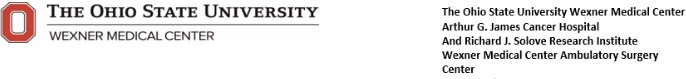 THE OHIO STATE UNIVERSITY
WEXNER MEDICAL CENTER
The Ohio State University Wexner Medical Center
Arthur G. James Cancer Hospital
And Richard J. Solove Research Institute
Wexner Medical Center Ambulatory Surgery
Center